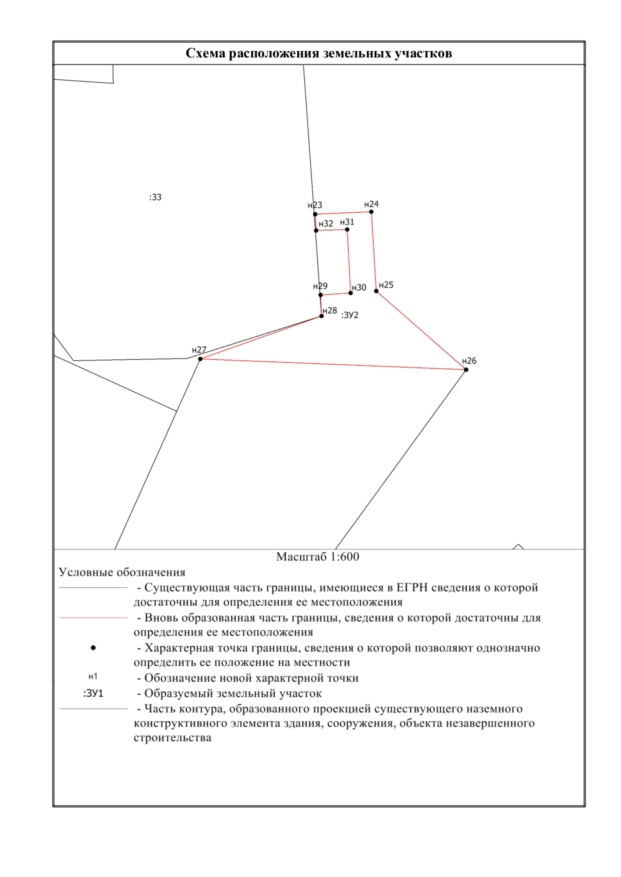 Схема расположения земельных участков
:33
н23
н24
н32 н31
н29
н30
н25
н28
:ЗУ2
н27
н26
Масштаб 1:600
Условные обозначения
- Существующая часть границы, имеющиеся в ЕГРН сведения о которой
достаточны для определения ее местоположения
- Вновь образованная часть границы, сведения о которой достаточны для
определения ее местоположения
- Характерная точка границы, сведения о которой позволяют однозначно
определить ее положение на местности
н1 - Обозначение новой характерной точки
:ЗУ1 - Образуемый земельный участок
- Часть контура, образованного проекцией существующего наземного
конструктивного элемента здания, сооружения, объекта незавершенного
строительства